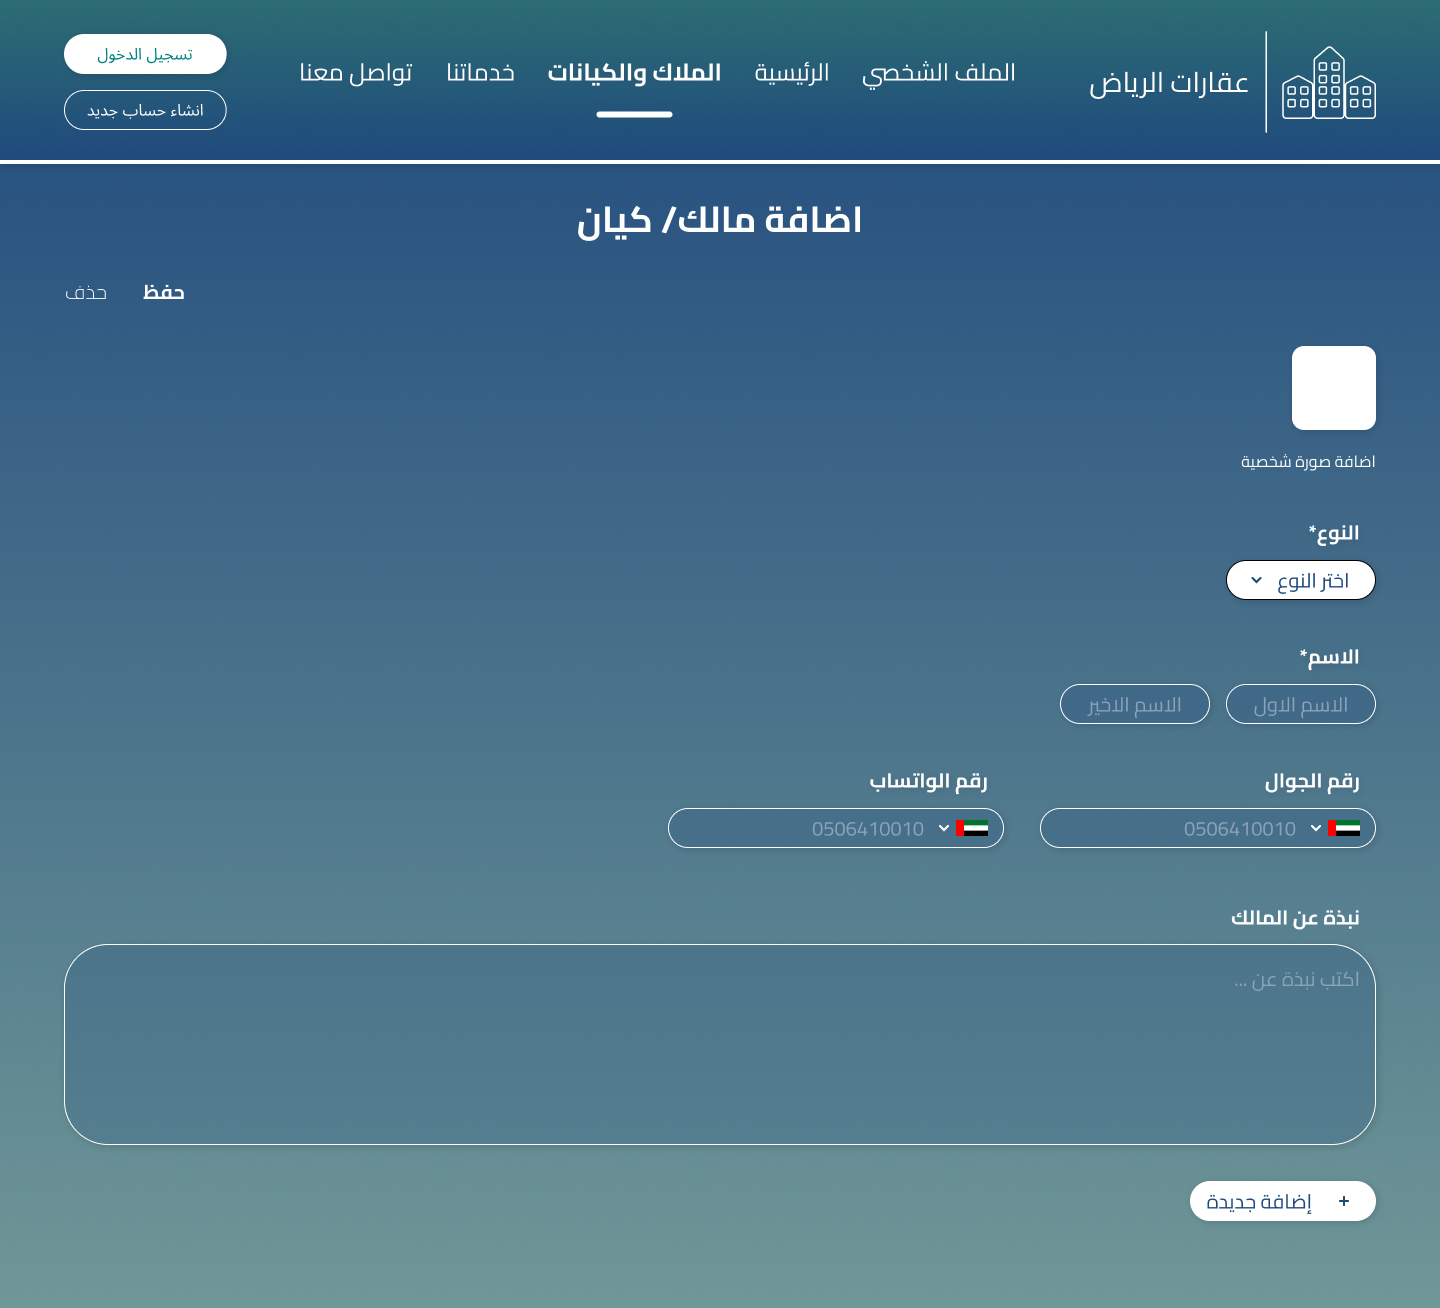 عقارات الرياض
الملف الشخصي
الرئيسية
الملاك والكيانات
خدماتنا
تواصل معنا
تسجيل الدخول
انشاء حساب جديد
اضافة مالك/ كيان
حفظ
حذف
اضافة صورة شخصية
النوع*
اختر النوع
الاسم*
الاسم الاول
الاسم الاخير
رقم الجوال
رقم الواتساب
0506410010
0506410010
نبذة عن المالك
اكتب نبذة عن ...
+ إضافة جديدة